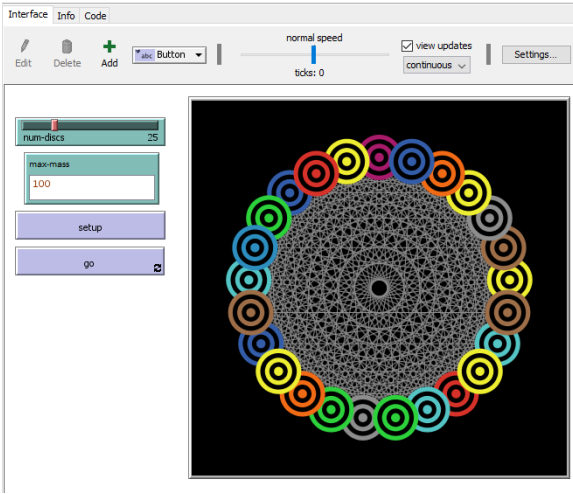 Interface Info Code
Edit Delete Add abc Button normal speed ticks: 0 view updates continuous Settings...
num-discs 25
max-mass
100
setup
go